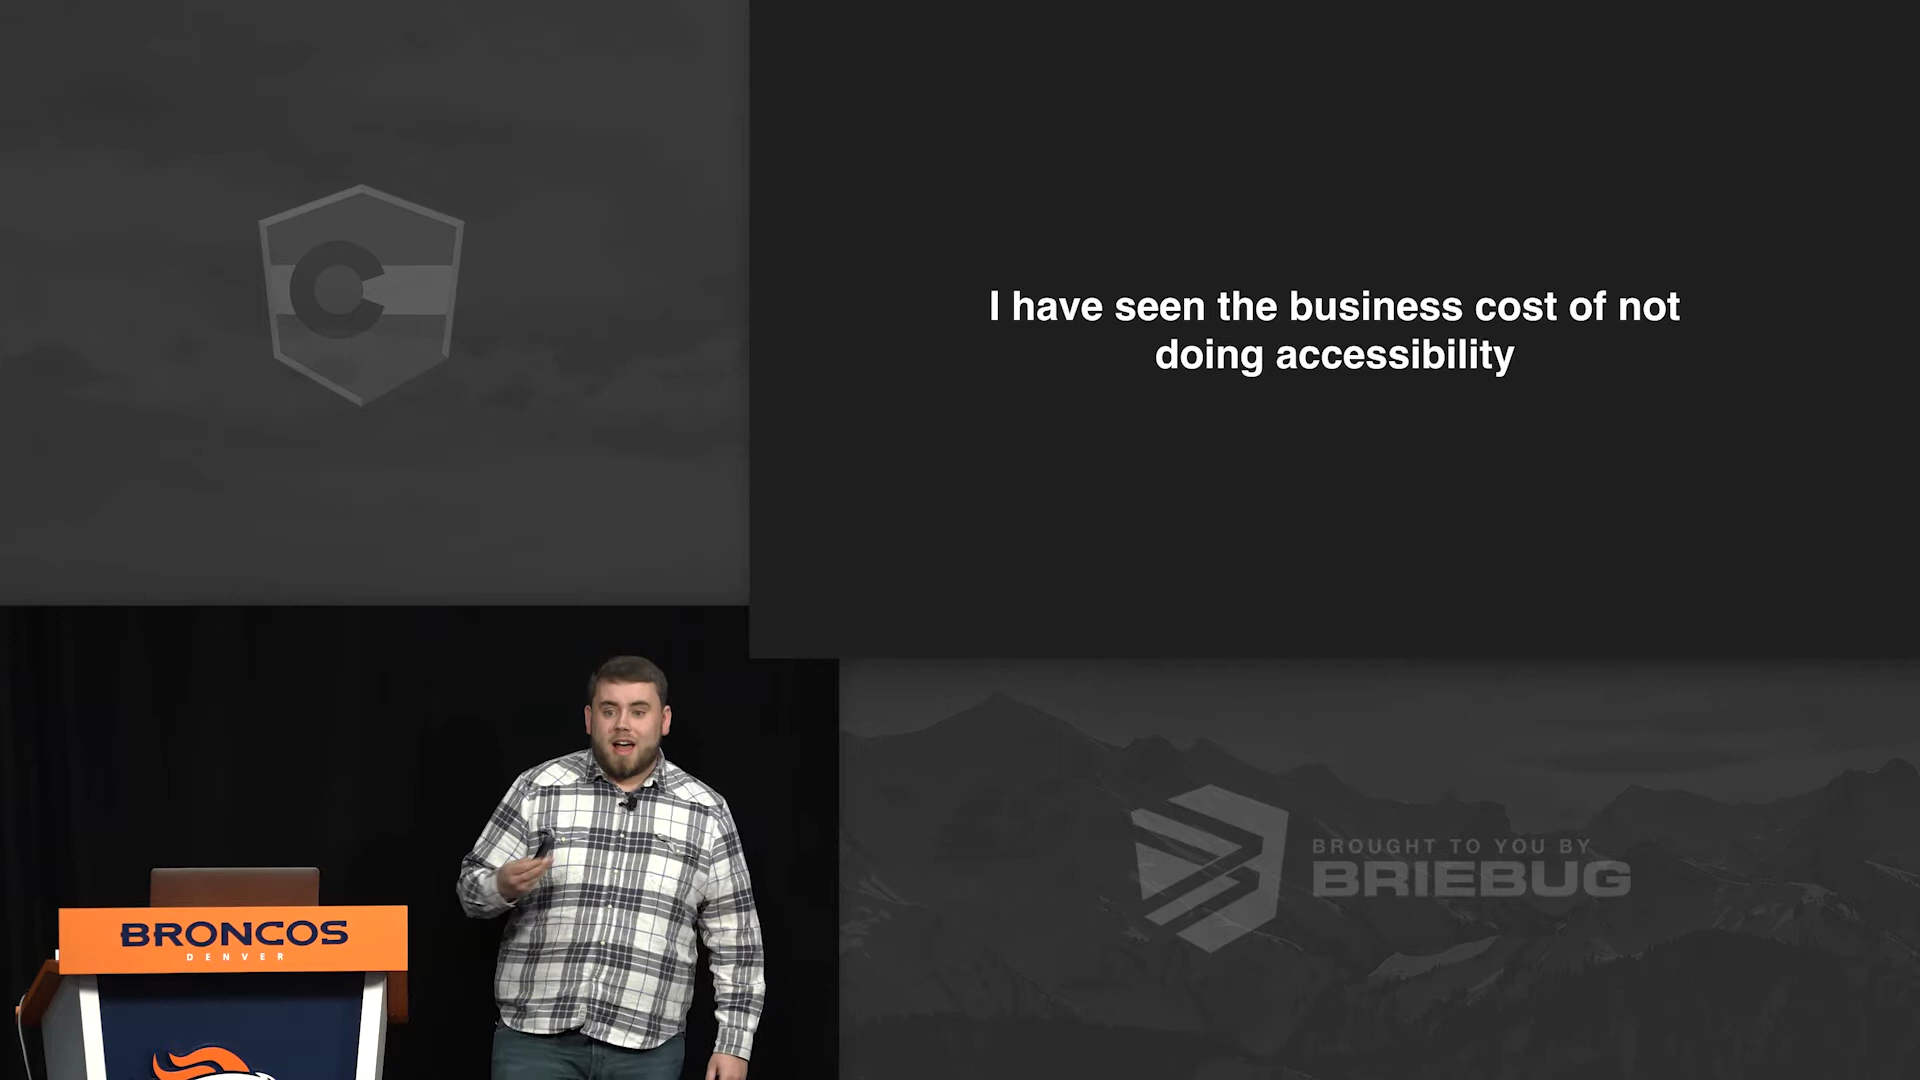 I have seen the business cost of not
doing accessibility
BROUGHT TO YOU BY
BRIEBUG
BRONCOS
DENVER